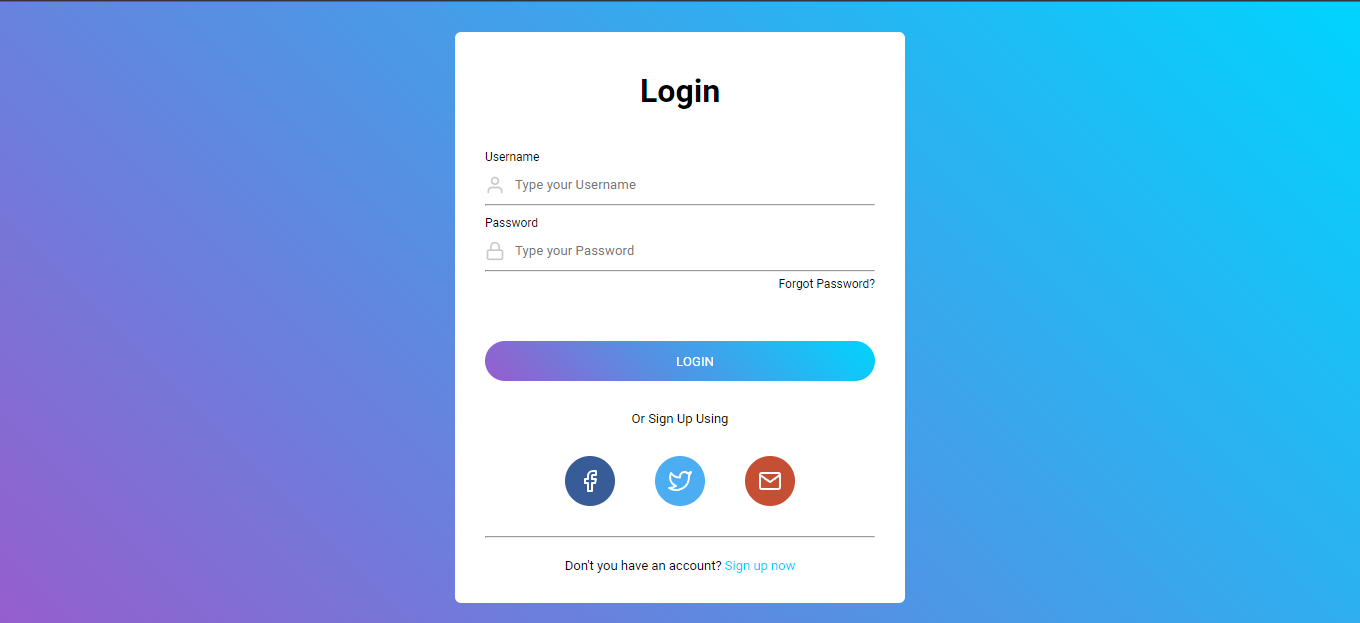 Login
Username
Type your Username
Password
Type your Password
Forgot Password?
LOGIN
Or Sign Up Using
Don't you have an account? Sign up now